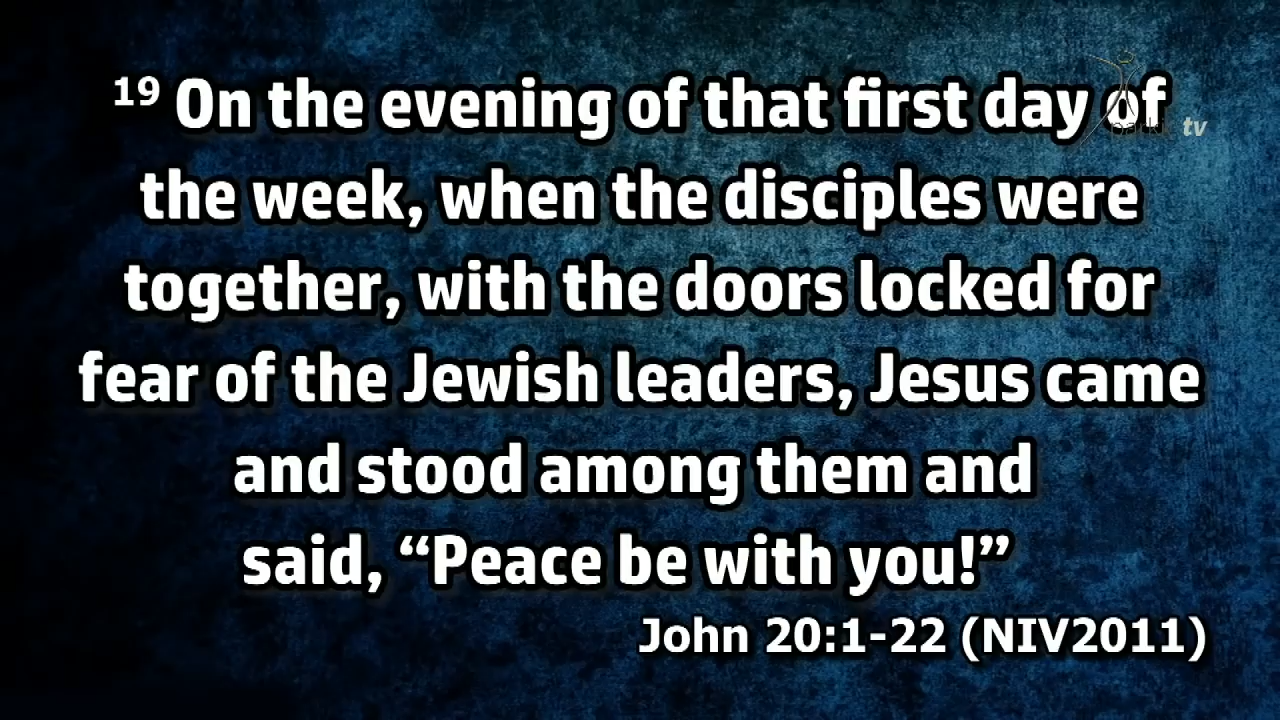 19 On the evening of that first day of
the week, when the disciples were
together, with the doors locked for
fear of the Jewish leaders, Jesus came
and stood among them and
said, “Peace be with you!”
John 20:1-22 (NIV2011)
tv